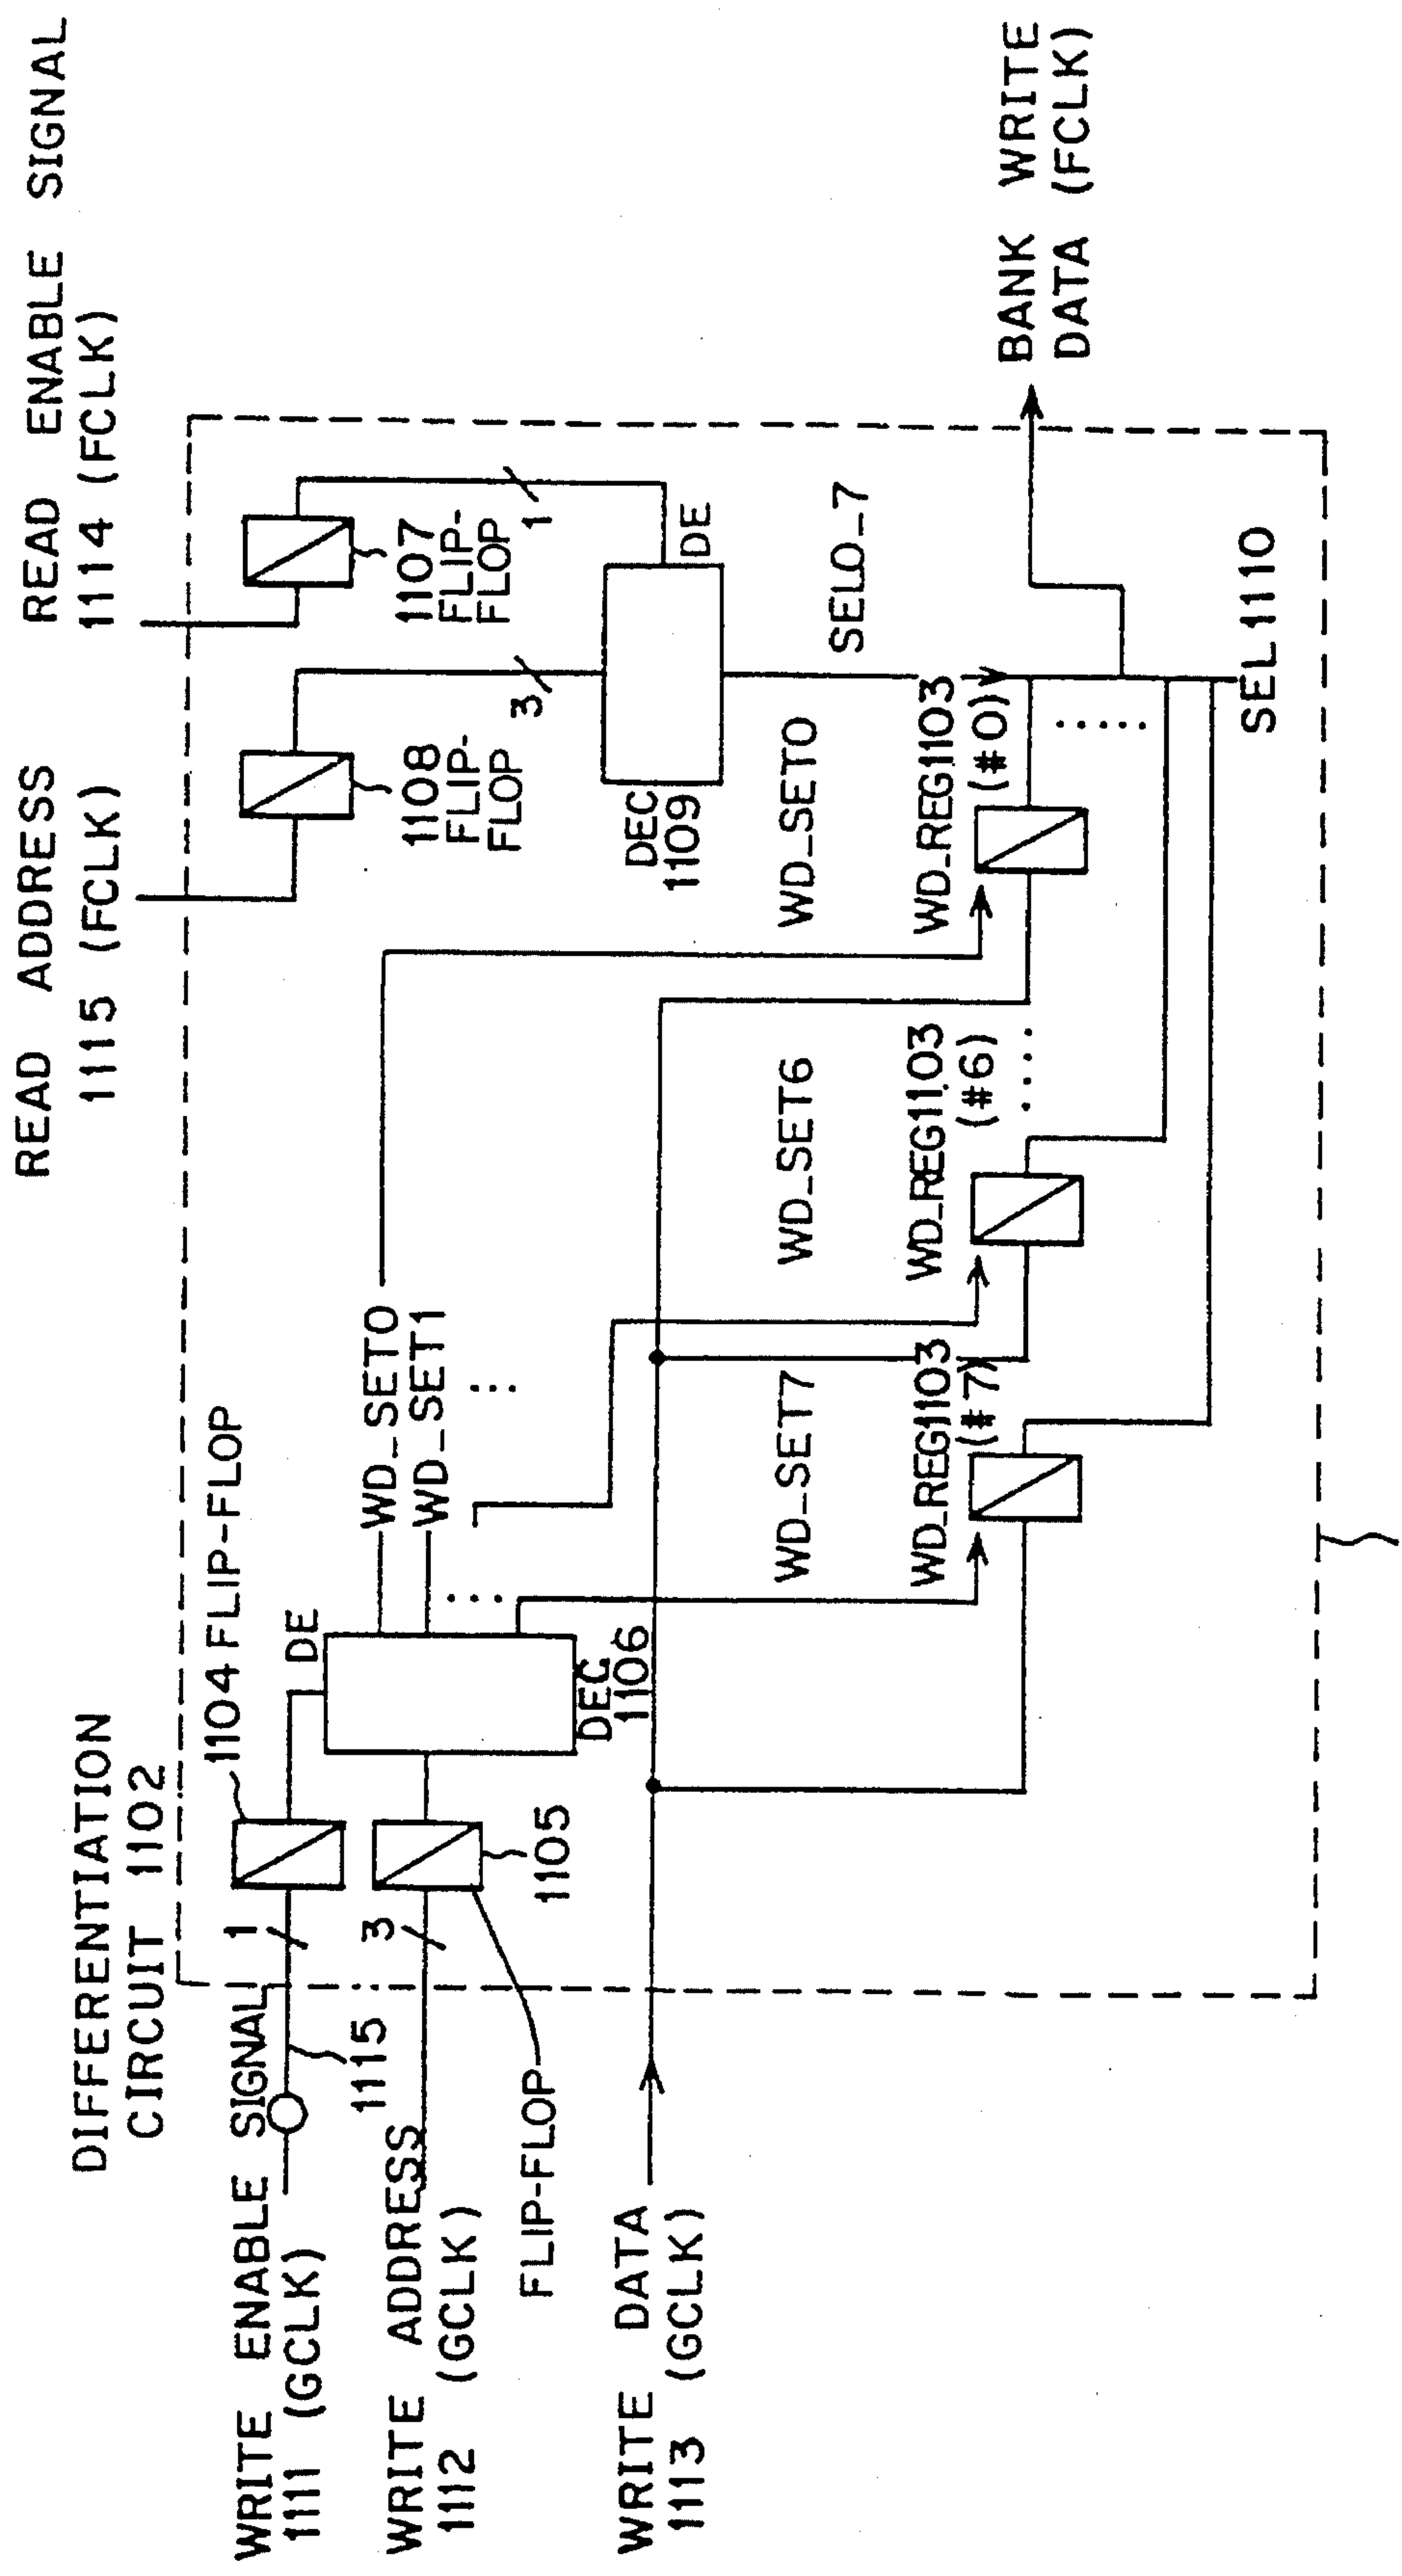 READ ENABLE SIGNAL
1114 (FCLK)
READ ADDRESS
1115 (FCLK)
DIFFERENTIATION
CIRCUIT 1102
1104 FLIP-FLOP
DE
1107
FLIP-
FLOP
1
1108
FLIP-
FLOP
3
DE
DEC
1109
WRITE ENABLE SIGNAL
1111 (GCLK)
1
1115
WRITE ADDRESS
1112 (GCLK)
3
1105
FLIP-FLOP
DEC
1106
WD_SET0
WD_SET1
WRITE DATA
1113 (GCLK)
WD_SET7
WD_SET6
WD_SET0
SEL0_7
WD_REG1103
(#7)
WD_REG1103
(#6)
WD_REG1103
(#0)
BANK WRITE
DATA (FCLK)
SEL1110